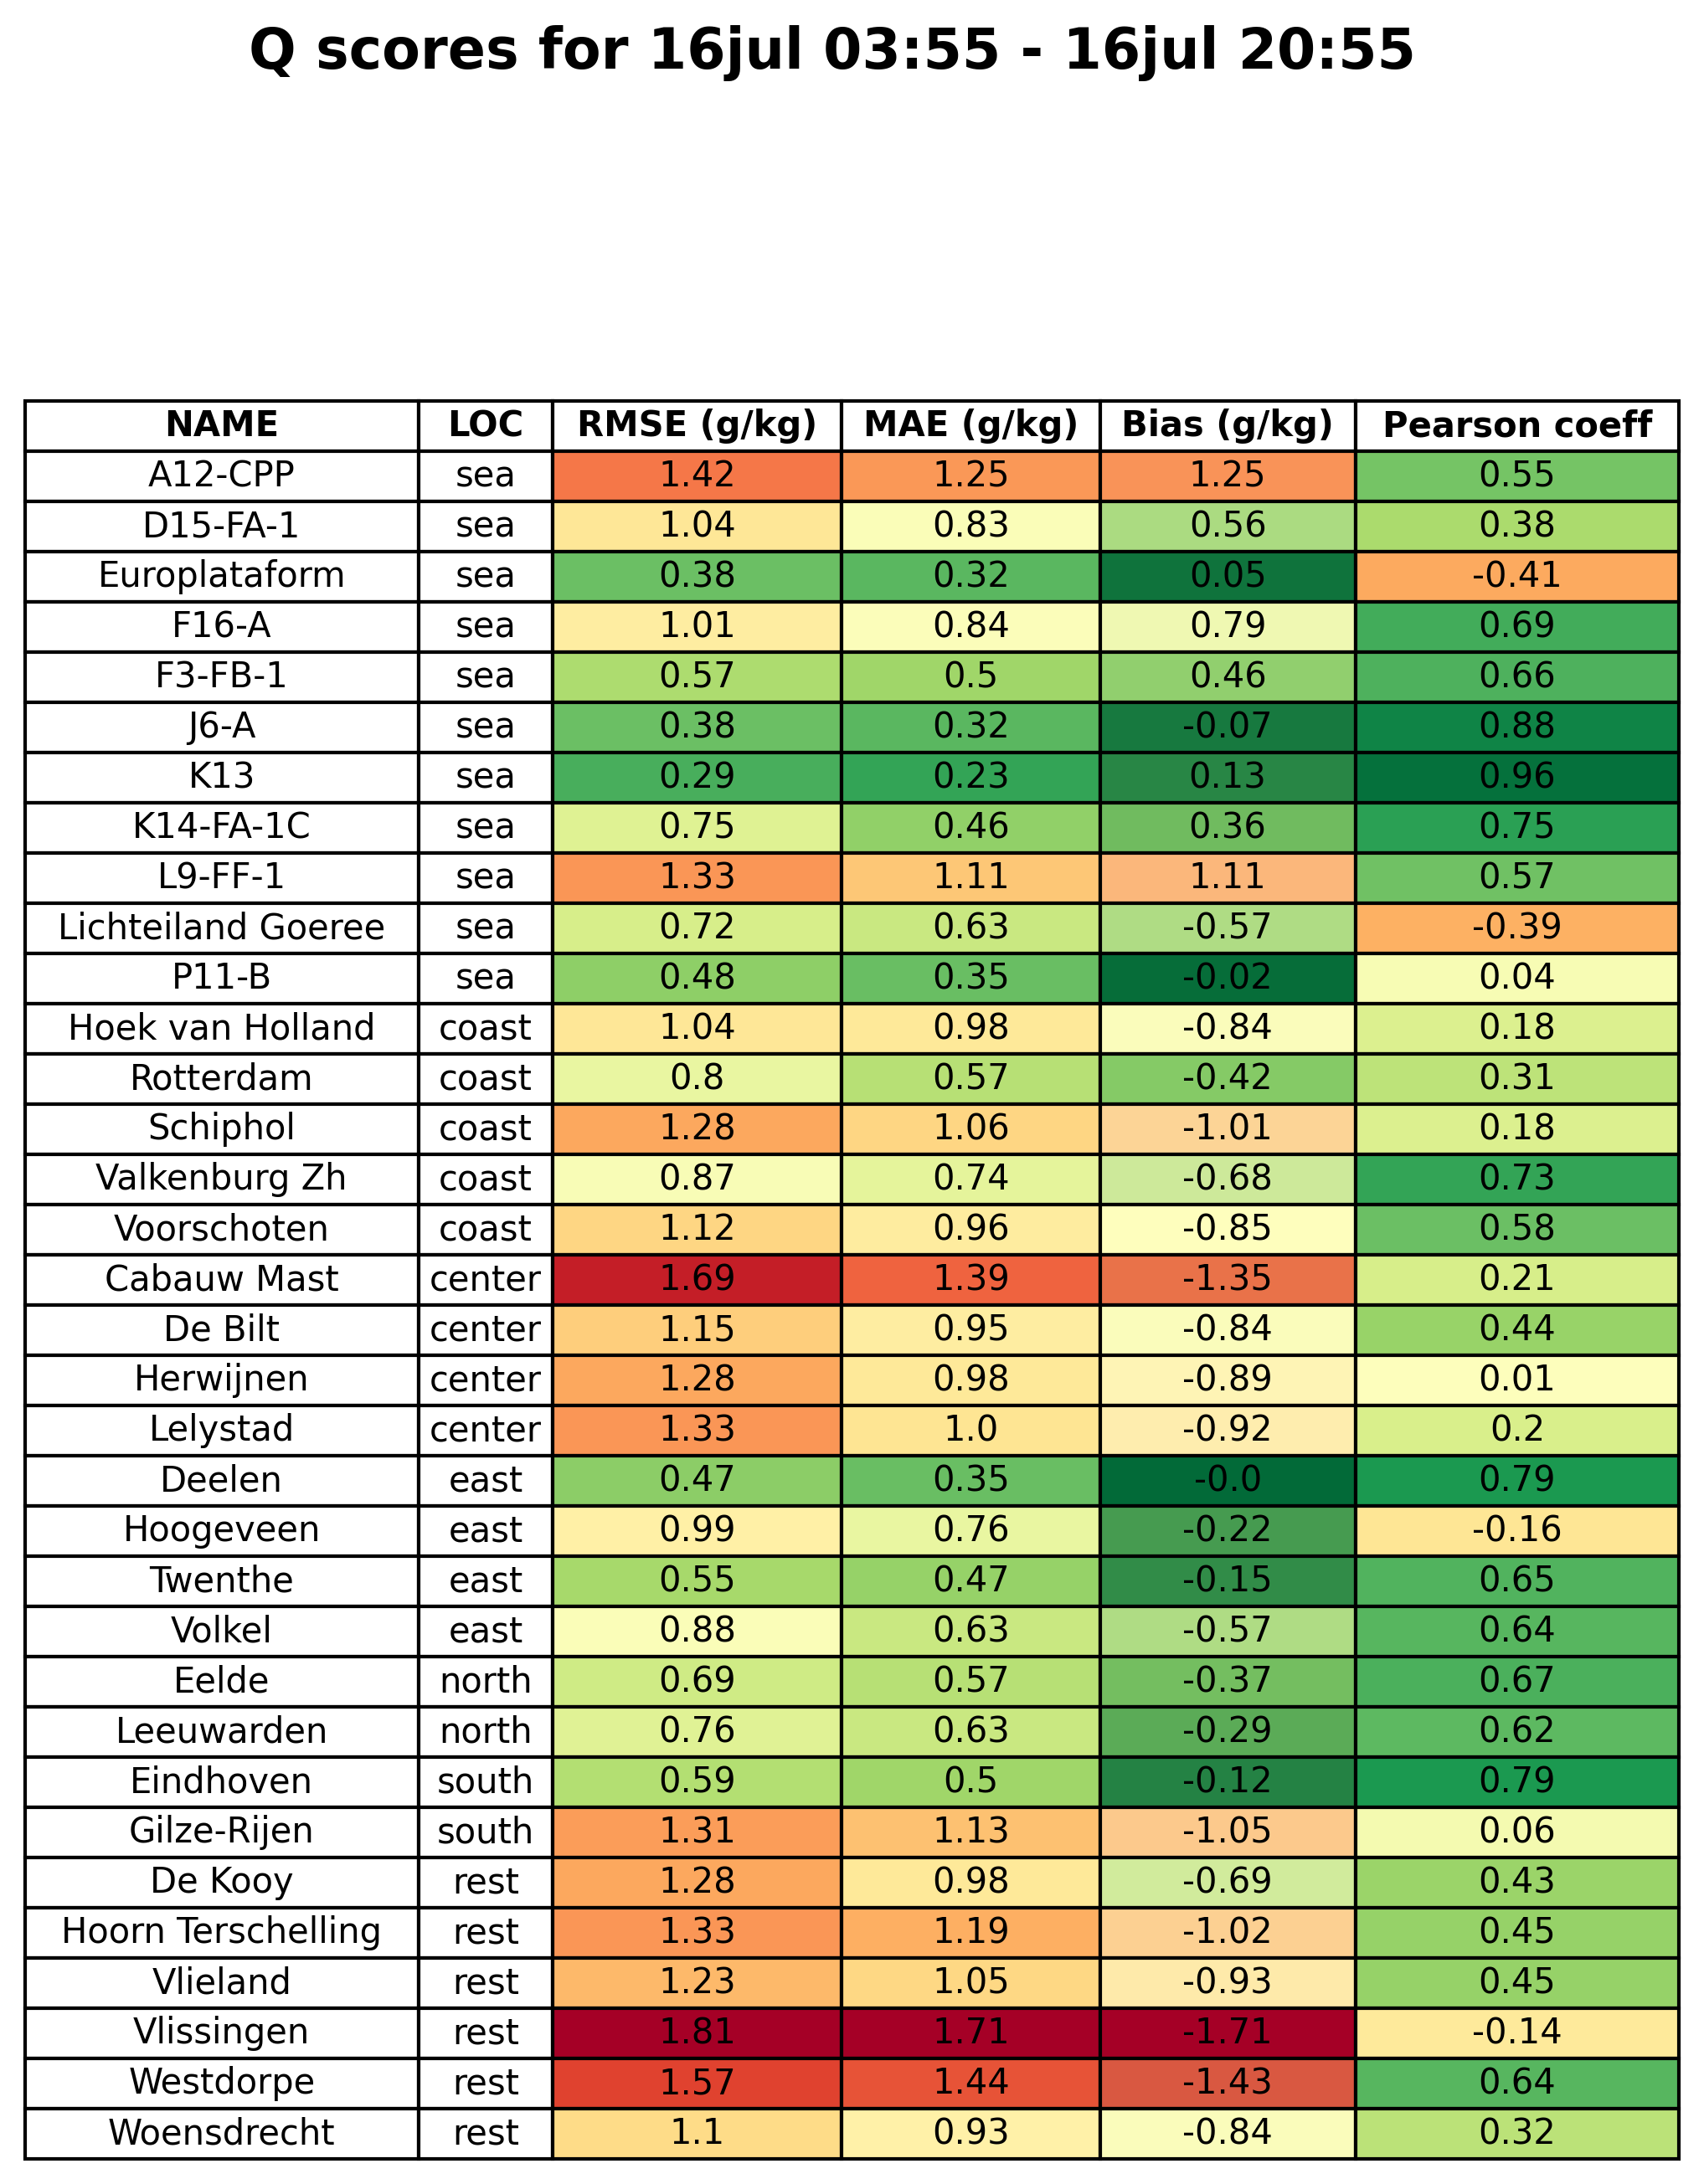 Q scores for 16jul 03:55 - 16jul 20:55
NAME LOC RMSE (g/kg) MAE (g/kg) Bias (g/kg) Pearson coeff
A12-CPP sea 1.42 1.25 1.25 0.55
D15-FA-1 sea 1.04 0.83 0.56 0.38
Europlataform sea 0.38 0.32 0.05 -0.41
F16-A sea 1.01 0.84 0.79 0.69
F3-FB-1 sea 0.57 0.5 0.46 0.66
J6-A sea 0.38 0.32 -0.07 0.88
K13 sea 0.29 0.23 0.13 0.96
K14-FA-1C sea 0.75 0.46 0.36 0.75
L9-FF-1 sea 1.33 1.11 1.11 0.57
Lichteiland Goeree sea 0.72 0.63 -0.57 -0.39
P11-B sea 0.48 0.35 -0.02 0.04
Hoek van Holland coast 1.04 0.98 -0.84 0.18
Rotterdam coast 0.8 0.57 -0.42 0.31
Schiphol coast 1.28 1.06 -1.01 0.18
Valkenburg Zh coast 0.87 0.74 -0.68 0.73
Voorschoten coast 1.12 0.96 -0.85 0.58
Cabauw Mast center 1.69 1.39 -1.35 0.21
De Bilt center 1.15 0.95 -0.84 0.44
Herwijnen center 1.28 0.98 -0.89 0.01
Lelystad center 1.33 1.0 -0.92 0.2
Deelen east 0.47 0.35 -0.0 0.79
Hoogeveen east 0.99 0.76 -0.22 -0.16
Twenthe east 0.55 0.47 -0.15 0.65
Volkel east 0.88 0.63 -0.57 0.64
Eelde north 0.69 0.57 -0.37 0.67
Leeuwarden north 0.76 0.63 -0.29 0.62
Eindhoven south 0.59 0.5 -0.12 0.79
Gilze-Rijen south 1.31 1.13 -1.05 0.06
De Kooy rest 1.28 0.98 -0.69 0.43
Hoorn Terschelling rest 1.33 1.19 -1.02 0.45
Vlieland rest 1.23 1.05 -0.93 0.45
Vlissingen rest 1.81 1.71 -1.71 -0.14
Westdorpe rest 1.57 1.44 -1.43 0.64
Woensdrecht rest 1.1 0.93 -0.84 0.32